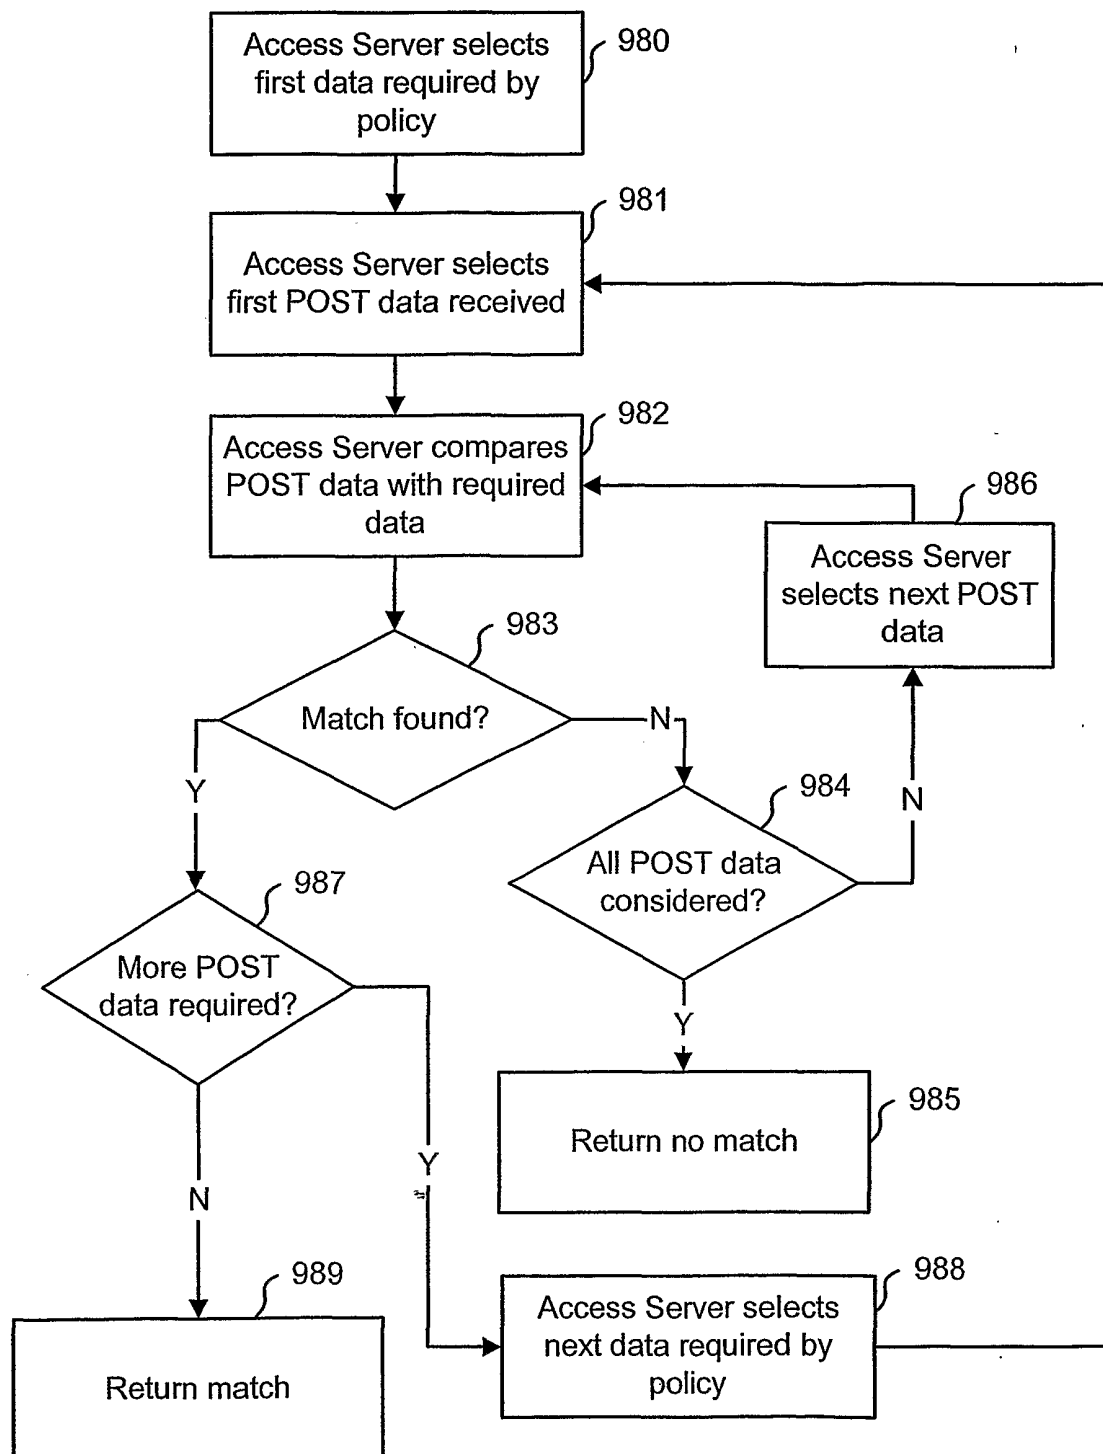 Access Server selects
first data required by
policy
980
Access Server selects
first POST data received
981
Access Server compares
POST data with required
data
982
Access Server
selects next POST
data
986
Match found?
983
Y
N
All POST data
considered?
984
N
Y
More POST
data required?
987
Return no match
985
N
Y
Access Server selects
next data required by
policy
988
Return match
989